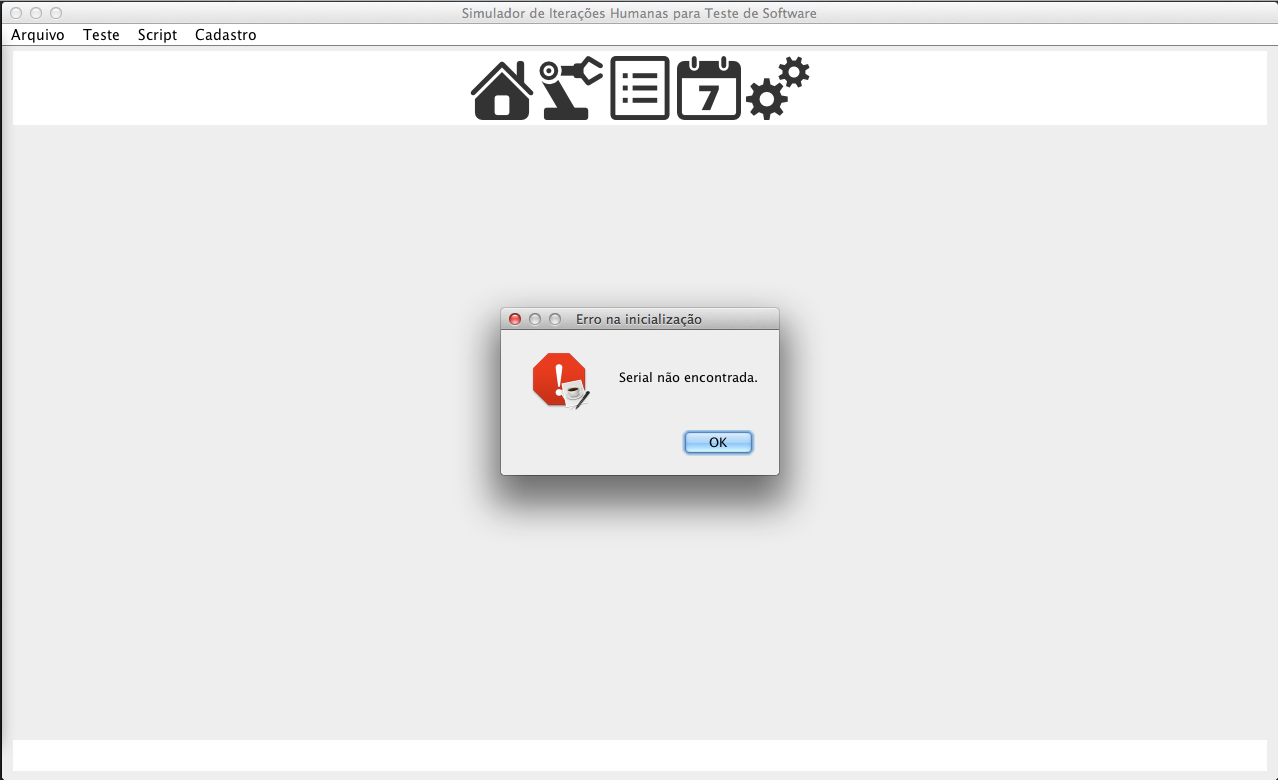 Simulador de Iterações Humanas para Teste de Software
Arquivo Teste Script Cadastro
7
Erro na inicialização
Serial não encontrada.
OK